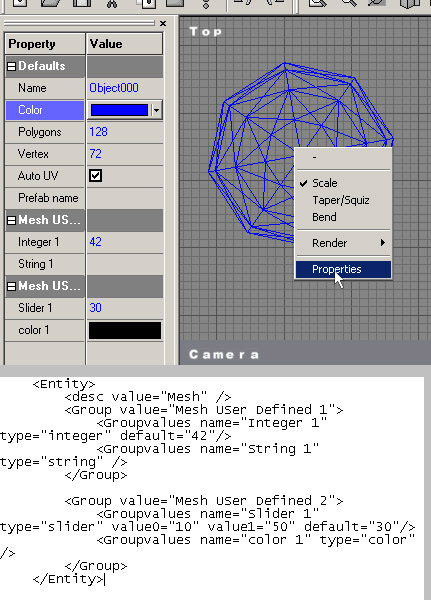 Top
Property Value
Defaults
Name Object000
Color
Polygons 128
Vertex 72
Auto UV
Prefab name
Mesh US...
Integer 1 42
String 1
Mesh US...
Slider 1 30
color 1
-
Scale
Taper/Squiz
Bend
Render
Properties
Camera
<Entity>
<desc value="Mesh" />
<Group value="Mesh USer Defined 1">
<Groupvalues name="Integer 1"
type="integer" default="42"/>
<Groupvalues name="String 1"
type="string" />
</Group>
<Group value="Mesh USer Defined 2">
<Groupvalues name="Slider 1"
type="slider" value0="10" value1="50" default="30"/>
<Groupvalues name="color 1" type="color"
/>
</Group>
</Entity>